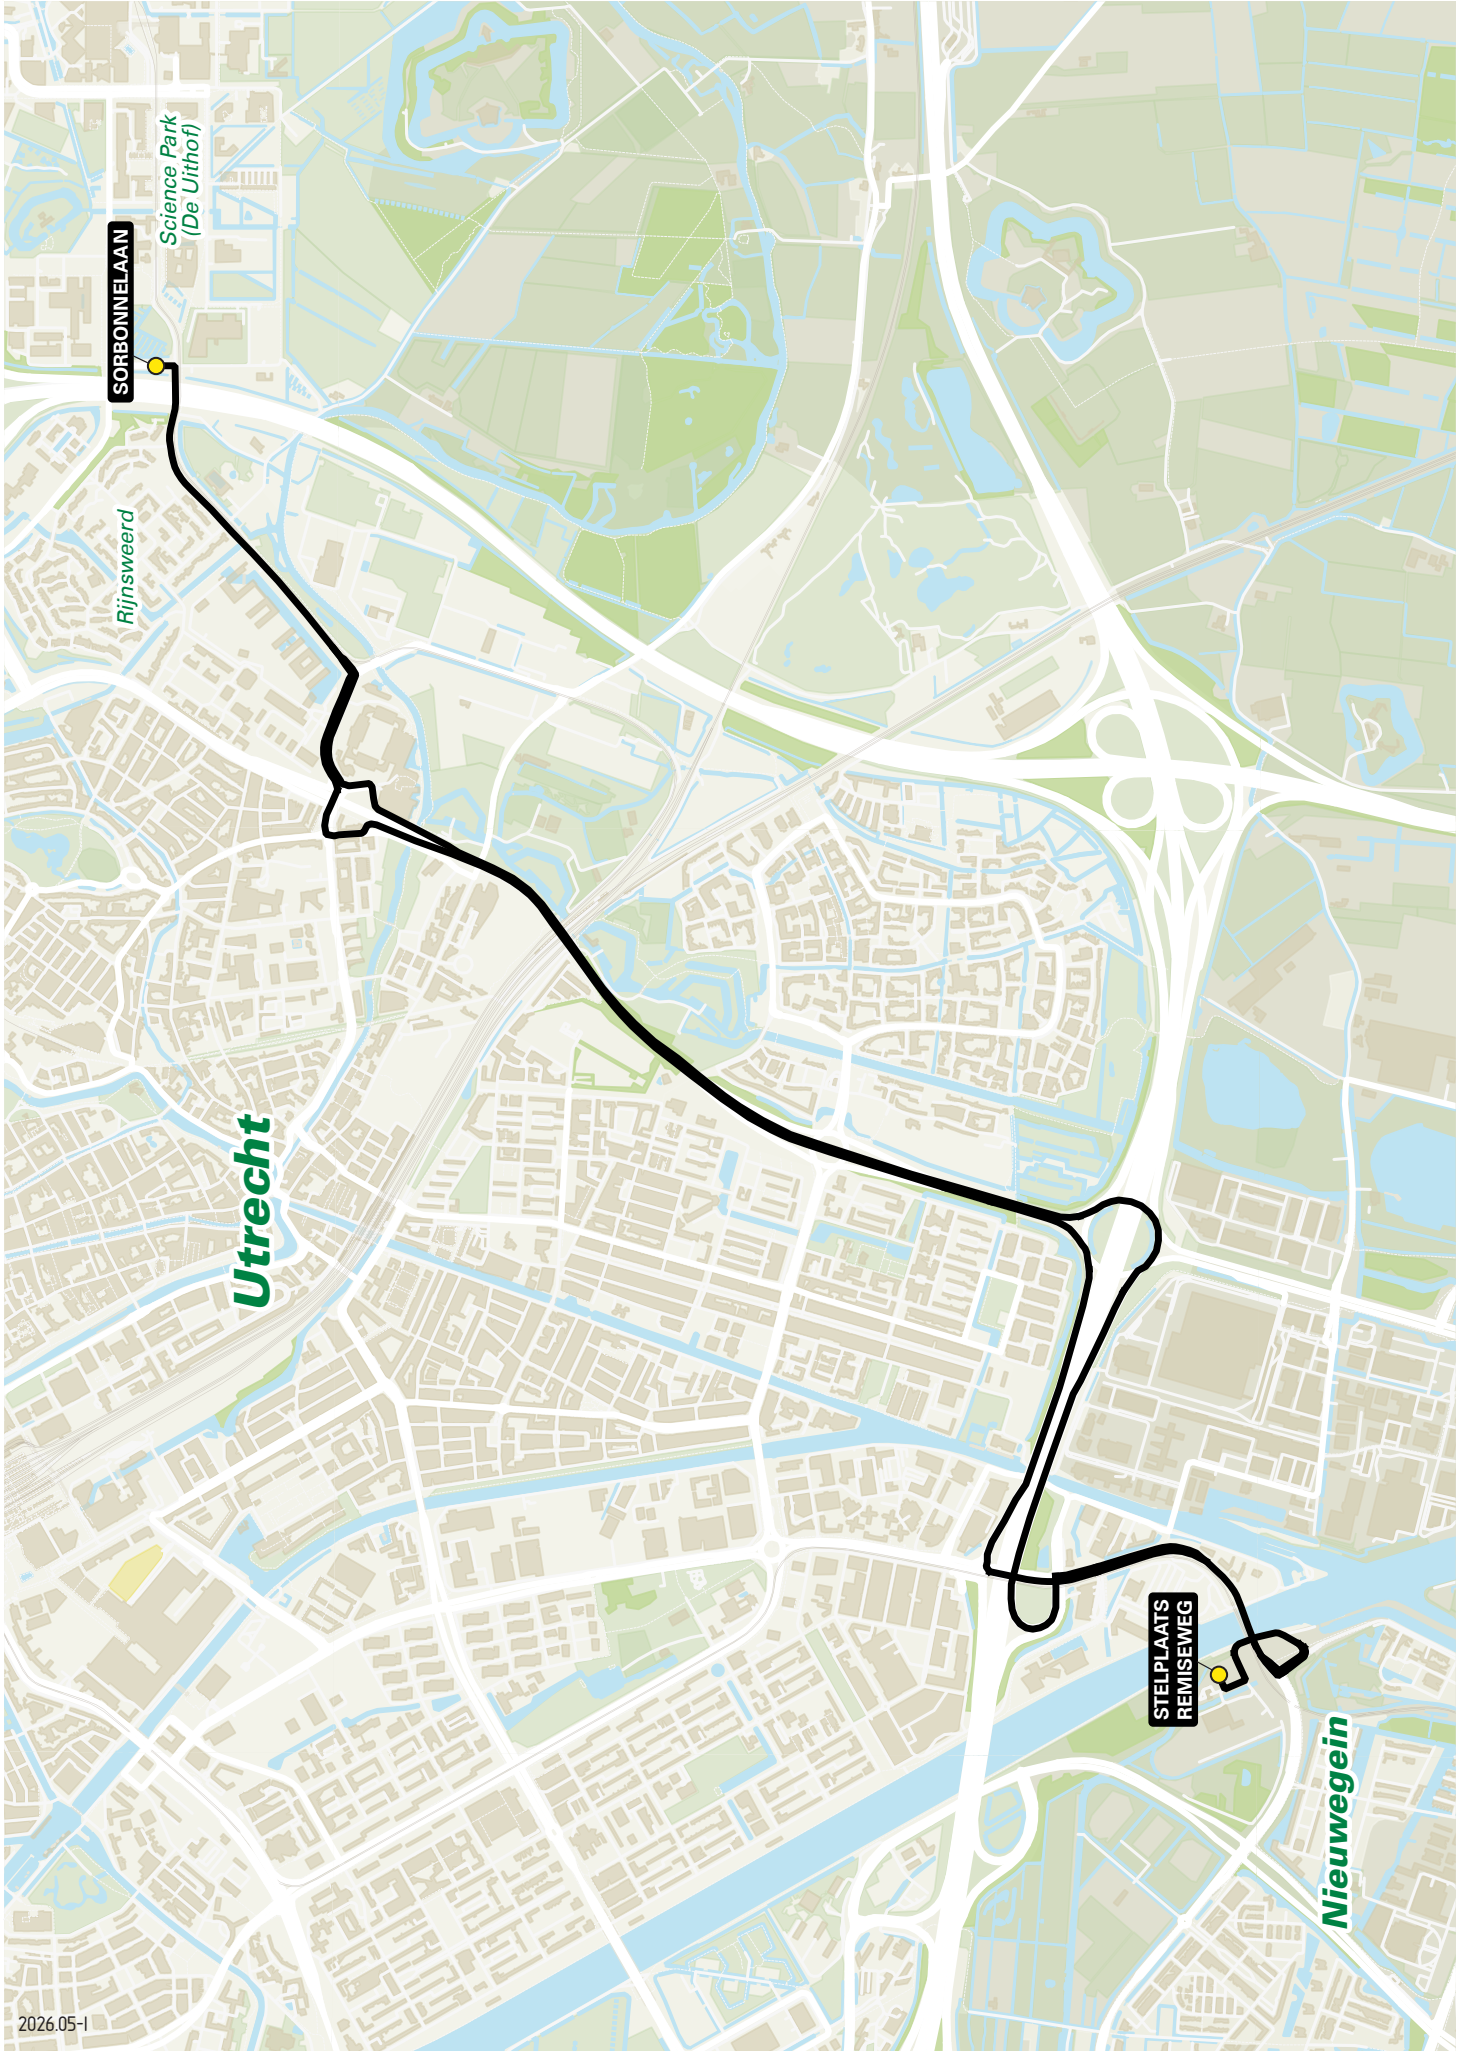 SORBONNELAAN
Science Park
(De Uithof)
Rijnsweerd
Utrecht
STELPLAATS
REMISEWEG
Nieuwegein
2026.05-I